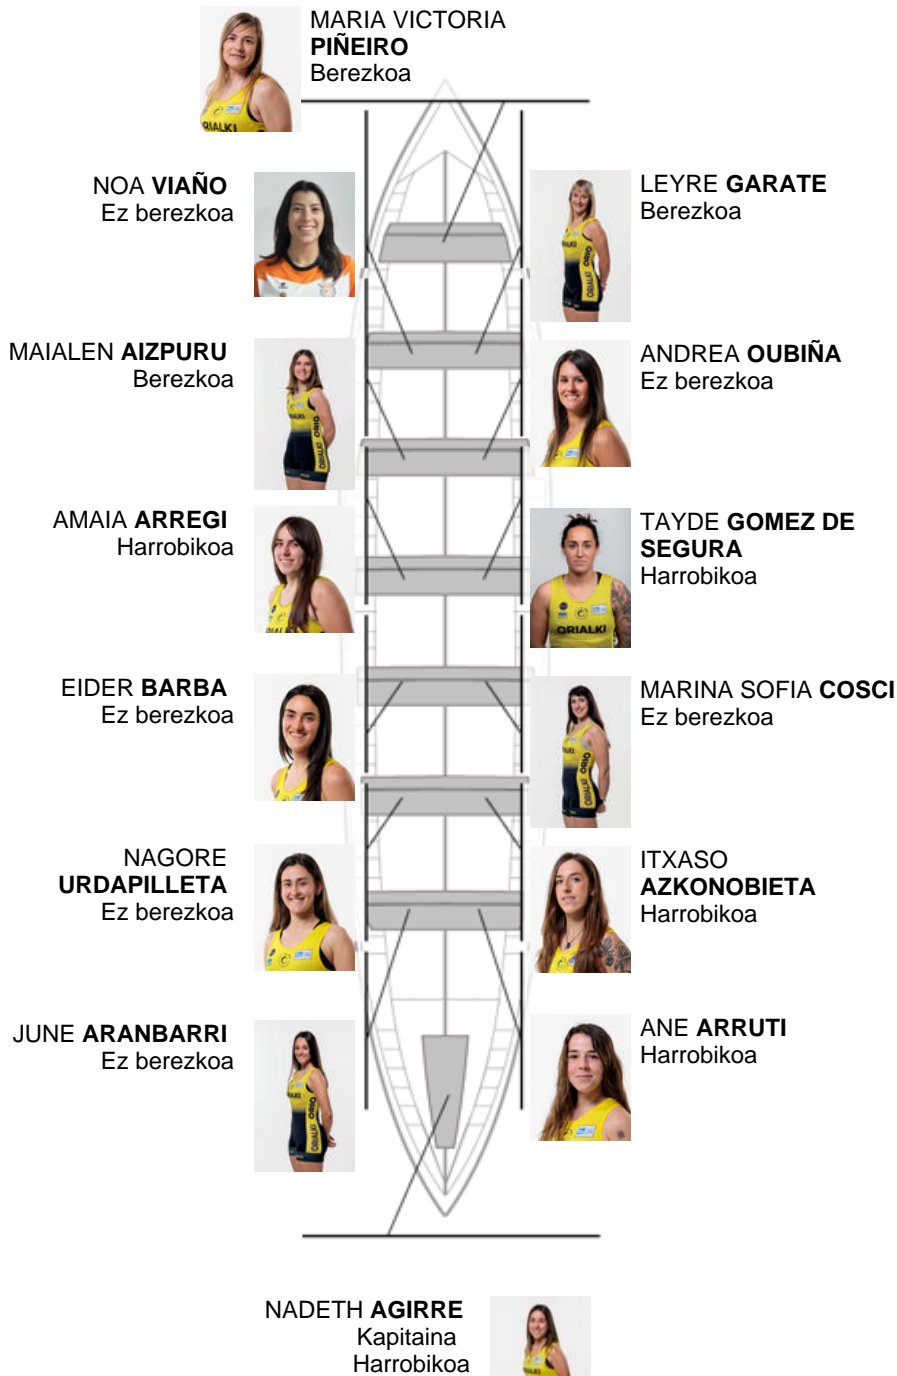 MARIA VICTORIA
PIÑEIRO
Berezkoa
NOA VIAÑO
Ez berezkoa
LEYRE GARATE
Berezkoa
MAIALEN AIZPURU
Berezkoa
ANDREA OUBIÑA
Ez berezkoa
AMAIA ARREGI
Harrobikoa
TAYDE GOMEZ DE
SEGURA
Harrobikoa
EIDER BARBA
Ez berezkoa
MARINA SOFIA COSCI
Ez berezkoa
NAGORE
URDAPILLETA
Ez berezkoa
ITXASO
AZKONOBIETA
Harrobikoa
JUNE ARANBARRI
Ez berezkoa
ANE ARRUTI
Harrobikoa
NADETH AGIRRE
Kapitaina
Harrobikoa
ORIALKI